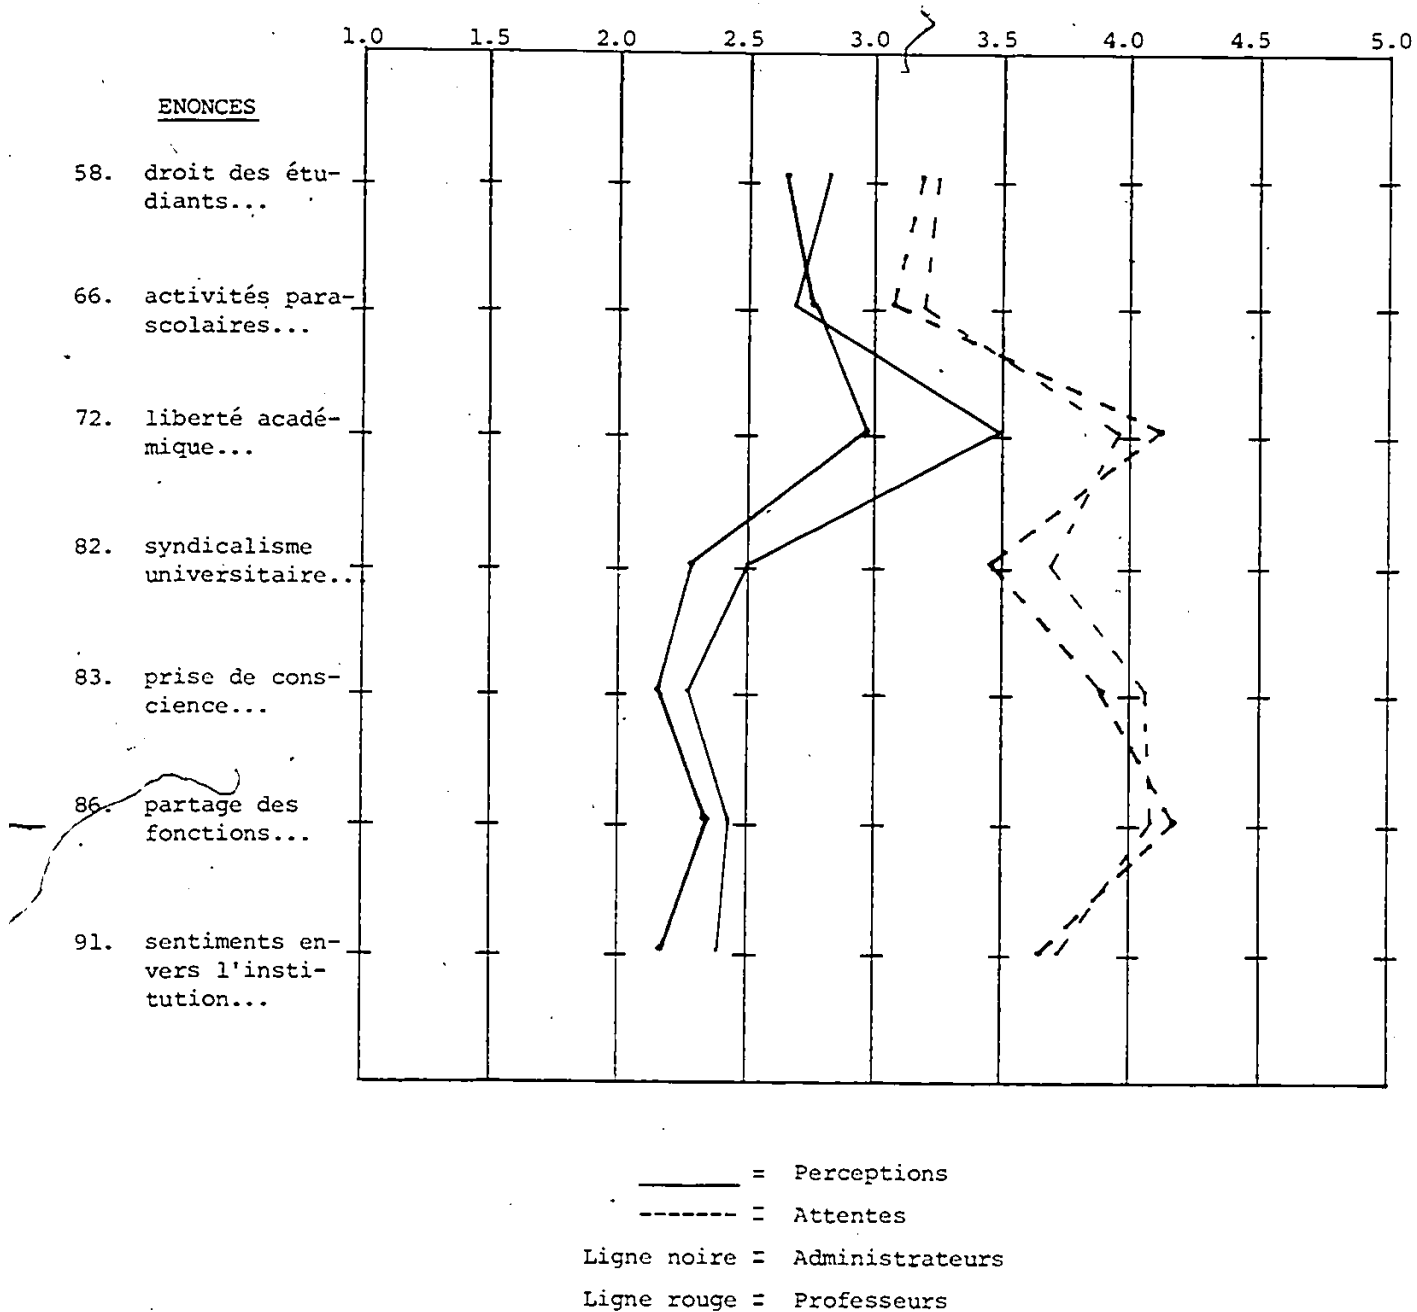 1.0 1.5 2.0 2.5 3.0 3.5 4.0 4.5 5.0
ENONCES
58. droit des étu-
diants...
66. activités para-
scolaires...
72. liberté acadé-
mique...
82. syndicalisme
universitaire..
83. prise de cons-
cience...
86. partage des
fonctions...
91. sentiments en-
vers l'insti-
tution...
= Perceptions
= Attentes
Ligne noire = Administrateurs
Ligne rouge = Professeurs